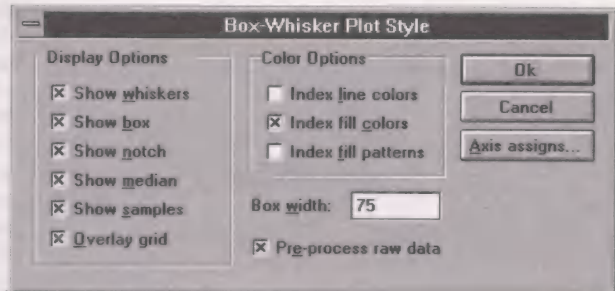 Box-Whisker Plot Style
Display Options
Show whiskers
Show box
Show notch
Show median
Show samples
Overlay grid
Color Options
Index line colors
Index fill colors
Index fill patterns
Box width: 75
Pre-process raw data
Ok
Cancel
Axis assigns...